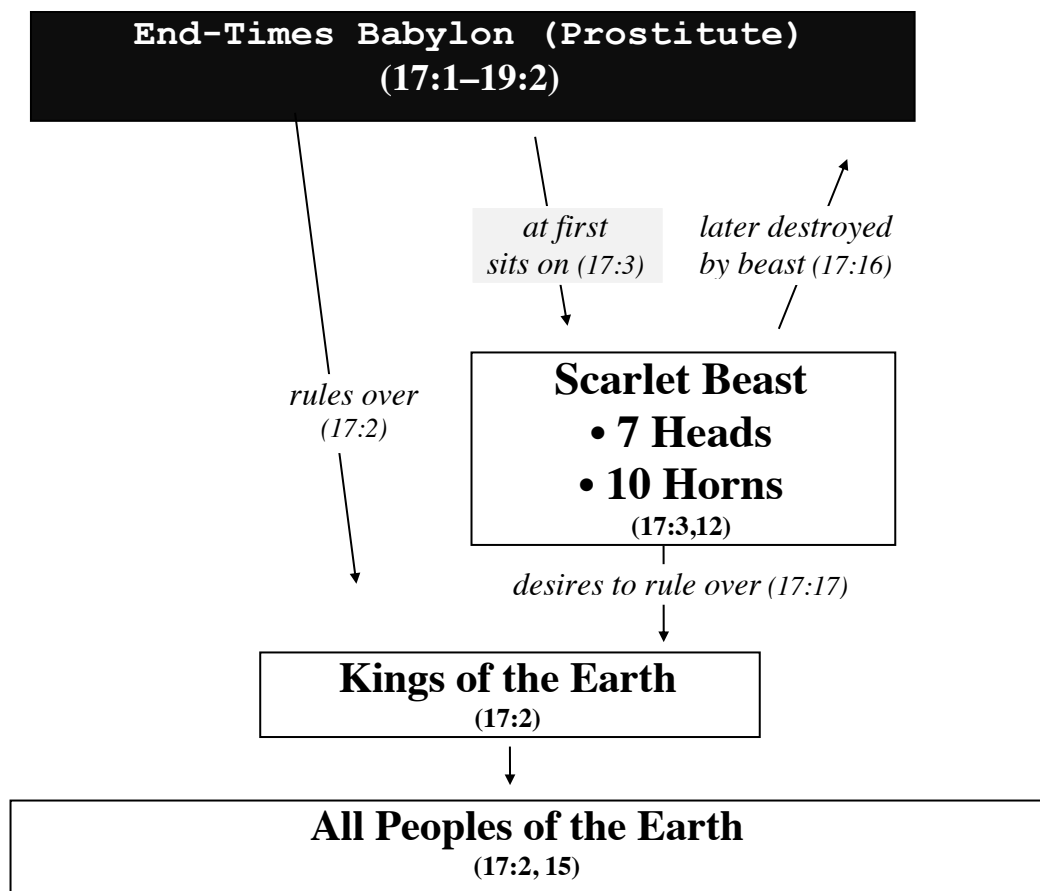 End-Times Babylon (Prostitute)
(17:1–19:2)
at first
sits on (17:3)
later destroyed
by beast (17:16)
rules over
(17:2)
Scarlet Beast
• 7 Heads
• 10 Horns
(17:3,12)
desires to rule over (17:17)
Kings of the Earth
(17:2)
All Peoples of the Earth
(17:2, 15)